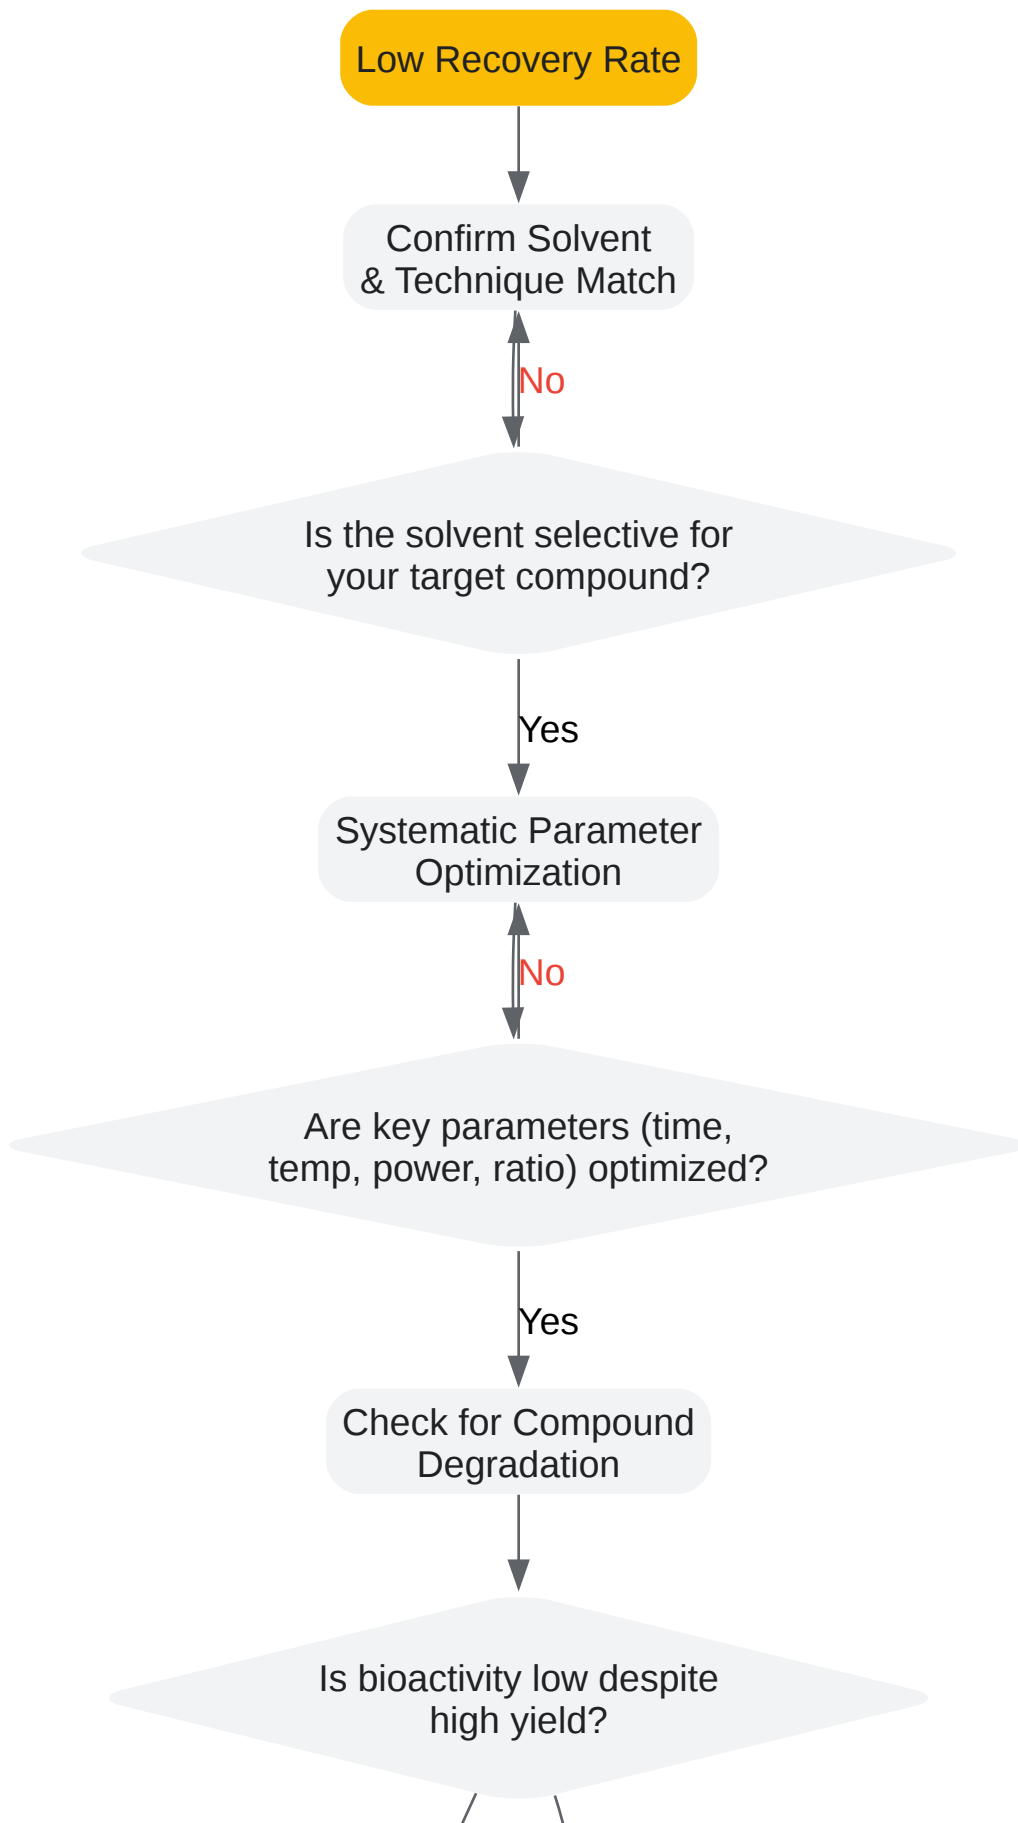 Low Recovery Rate
Confirm Solvent
& Technique Match
No
Is the solvent selective for
your target compound?
Yes
Systematic Parameter
Optimization
No
Are key parameters (time,
temp, power, ratio) optimized?
Yes
Check for Compound
Degradation
Is bioactivity low despite
high yield?